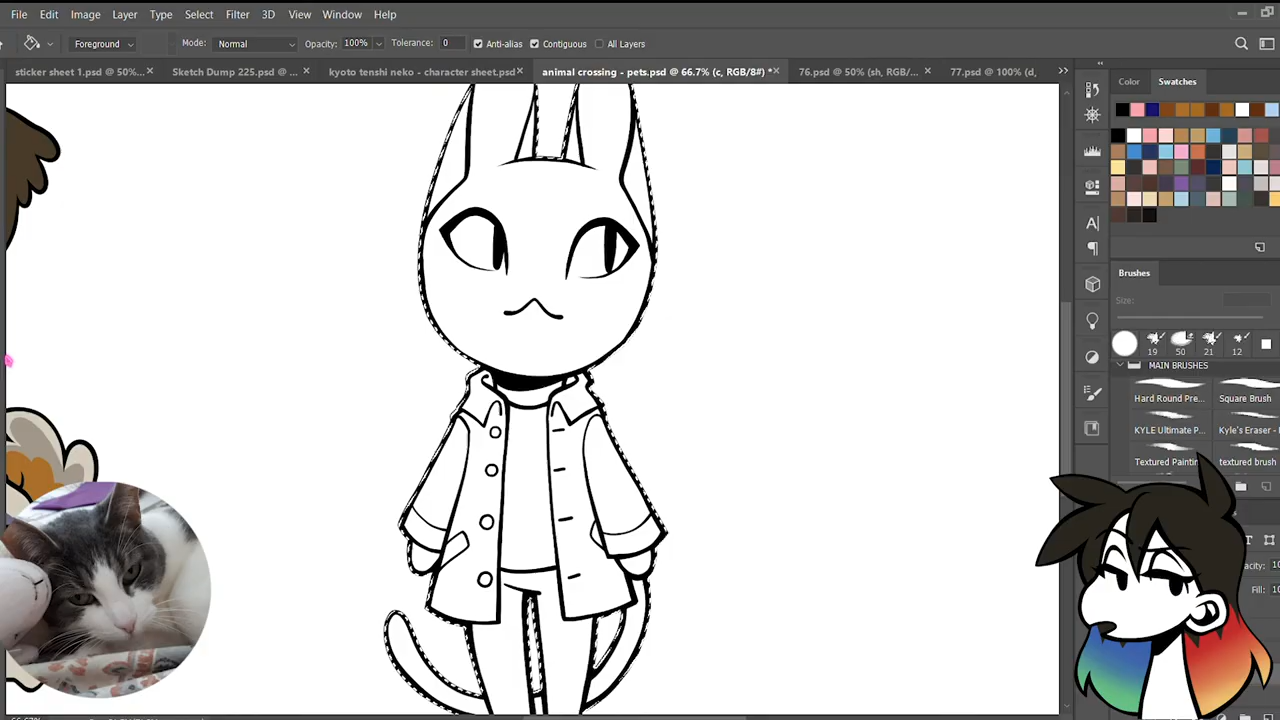 File Edit Image Layer Type Select Filter 3D View Window Help
Foreground Mode: Normal Opacity: 100% Tolerance: 0 Anti-alias Contiguous All Layers
sticker sheet 1.psd @ 50%... × Sketch Dump 225.psd @ ... × kyoto tenshi neko - character sheet.psd × animal crossing - pets.psd @ 66.7% (c, RGB/8#) * × 76.psd @ 50% (sh, RGB/... × 77.psd @ 100% (d,
Color Swatches
Brushes
Size:
19 50 21 12
MAIN BRUSHES
Hard Round Pre... Square Brush
KYLE Ultimate P... Kyle's Eraser -
Textured Paintin textured brush
Fill: 10